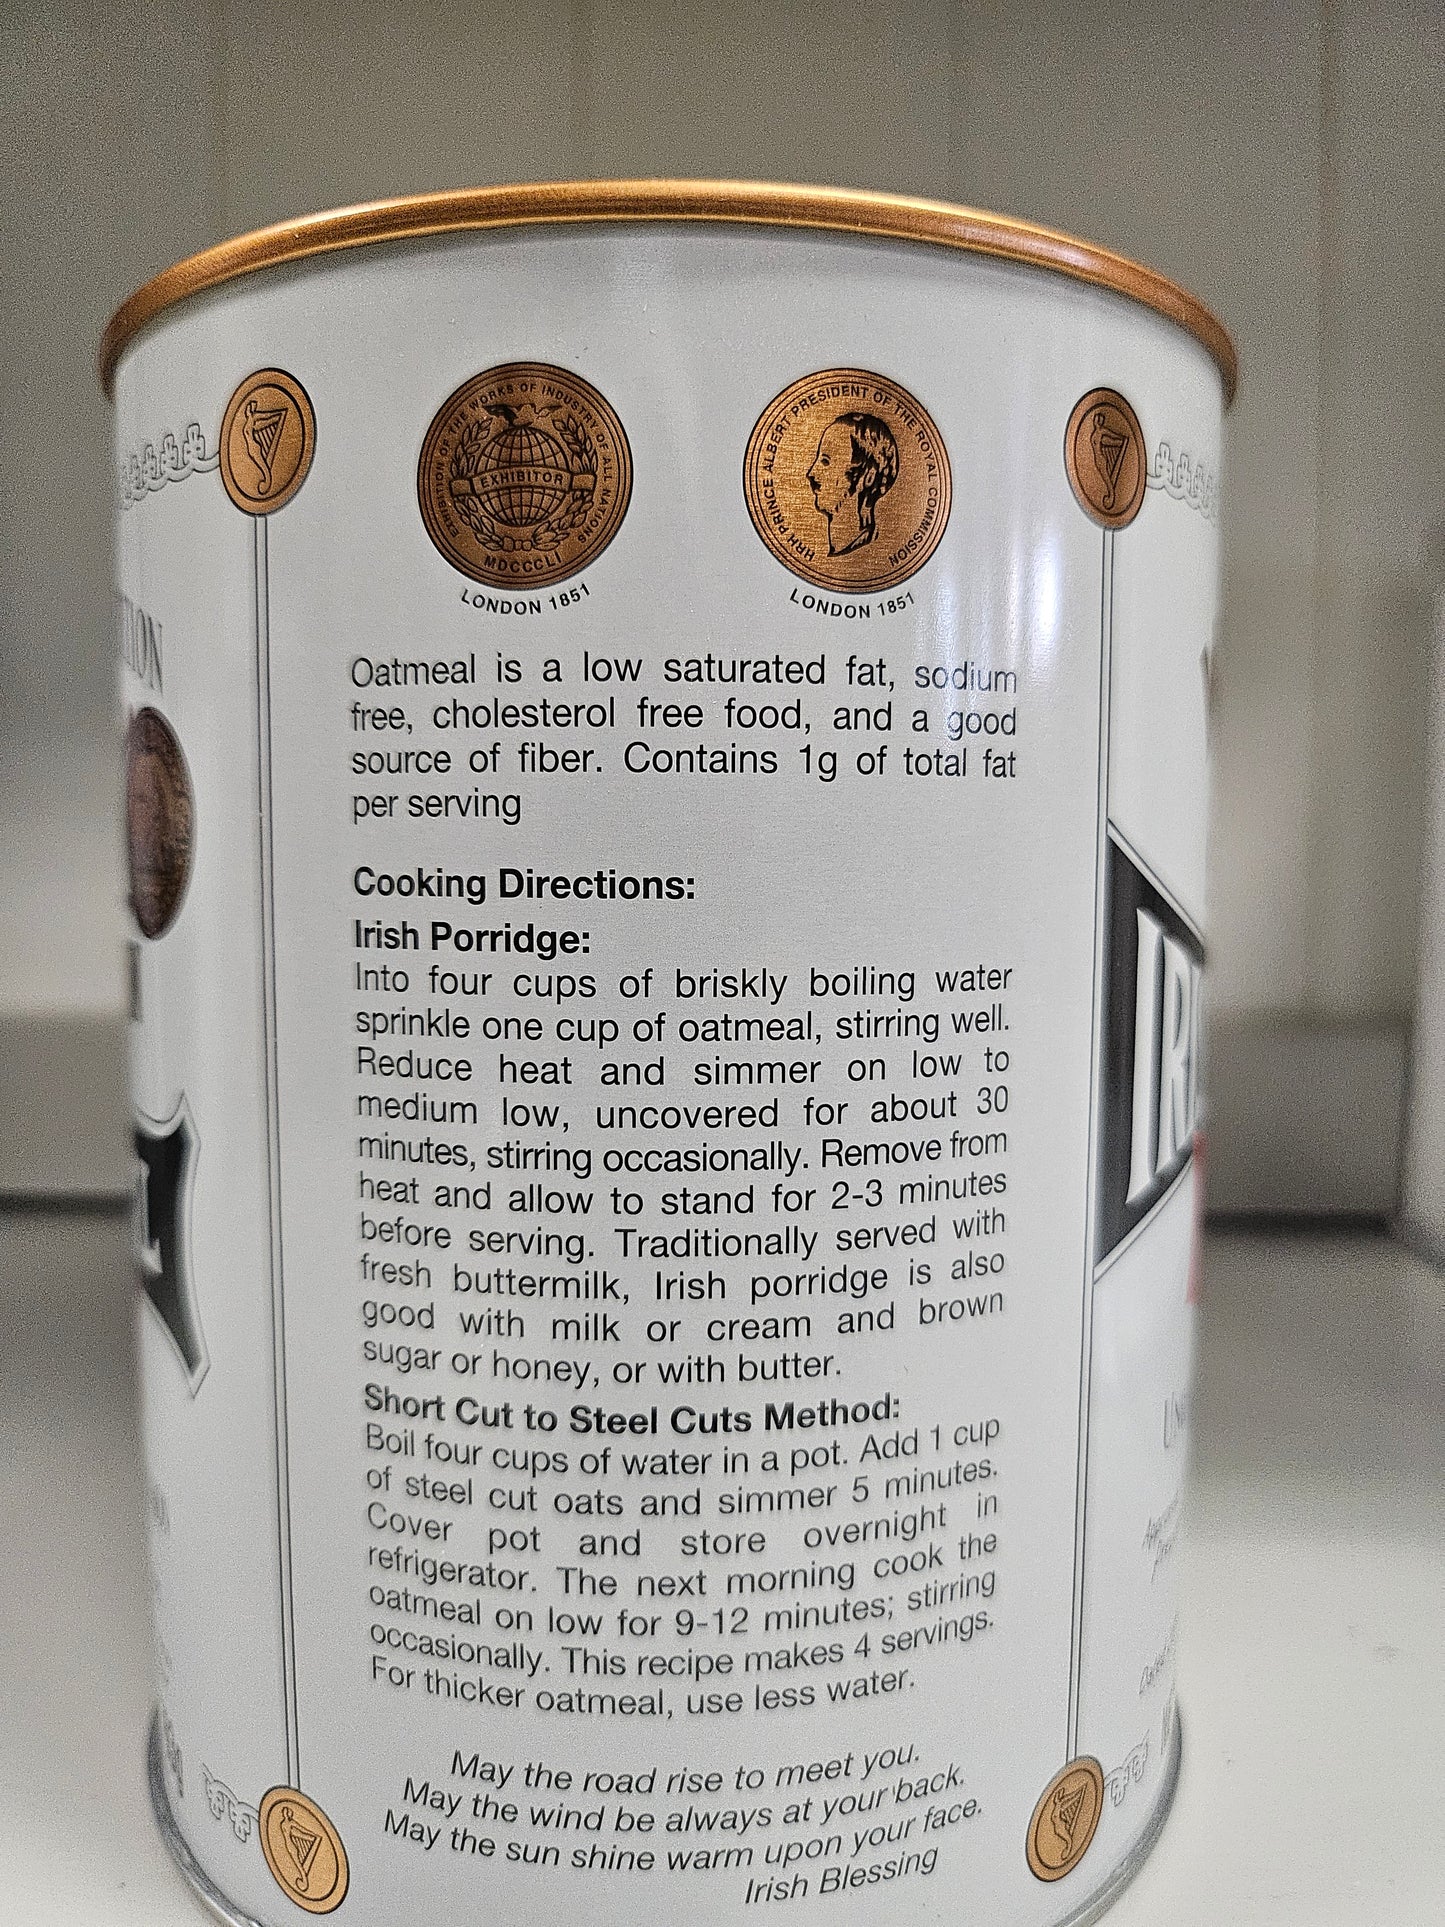 EXHIBITION OF THE WORKS OF INDUSTRY OF ALL NATIONS
EXHIBITOR
MDCCCLI
LONDON 1851
HRH PRINCE ALBERT PRESIDENT OF THE ROYAL COMMISSION
LONDON 1851
Oatmeal is a low saturated fat, sodium
free, cholesterol free food, and a good
source of fiber. Contains 1g of total fat
per serving
Cooking Directions:
Irish Porridge:
Into four cups of briskly boiling water
sprinkle one cup of oatmeal, stirring well.
Reduce heat and simmer on low to
medium low, uncovered for about 30
minutes, stirring occasionally. Remove from
heat and allow to stand for 2-3 minutes
before serving. Traditionally served with
fresh buttermilk, Irish porridge is also
good with milk or cream and brown
sugar or honey, or with butter.
Short Cut to Steel Cuts Method:
Boil four cups of water in a pot. Add 1 cup
of steel cut oats and simmer 5 minutes.
Cover pot and store overnight in
refrigerator. The next morning cook the
oatmeal on low for 9-12 minutes; stirring
occasionally. This recipe makes 4 servings.
For thicker oatmeal, use less water.
May the road rise to meet you.
May the wind be always at your back.
May the sun shine warm upon your face.
Irish Blessing